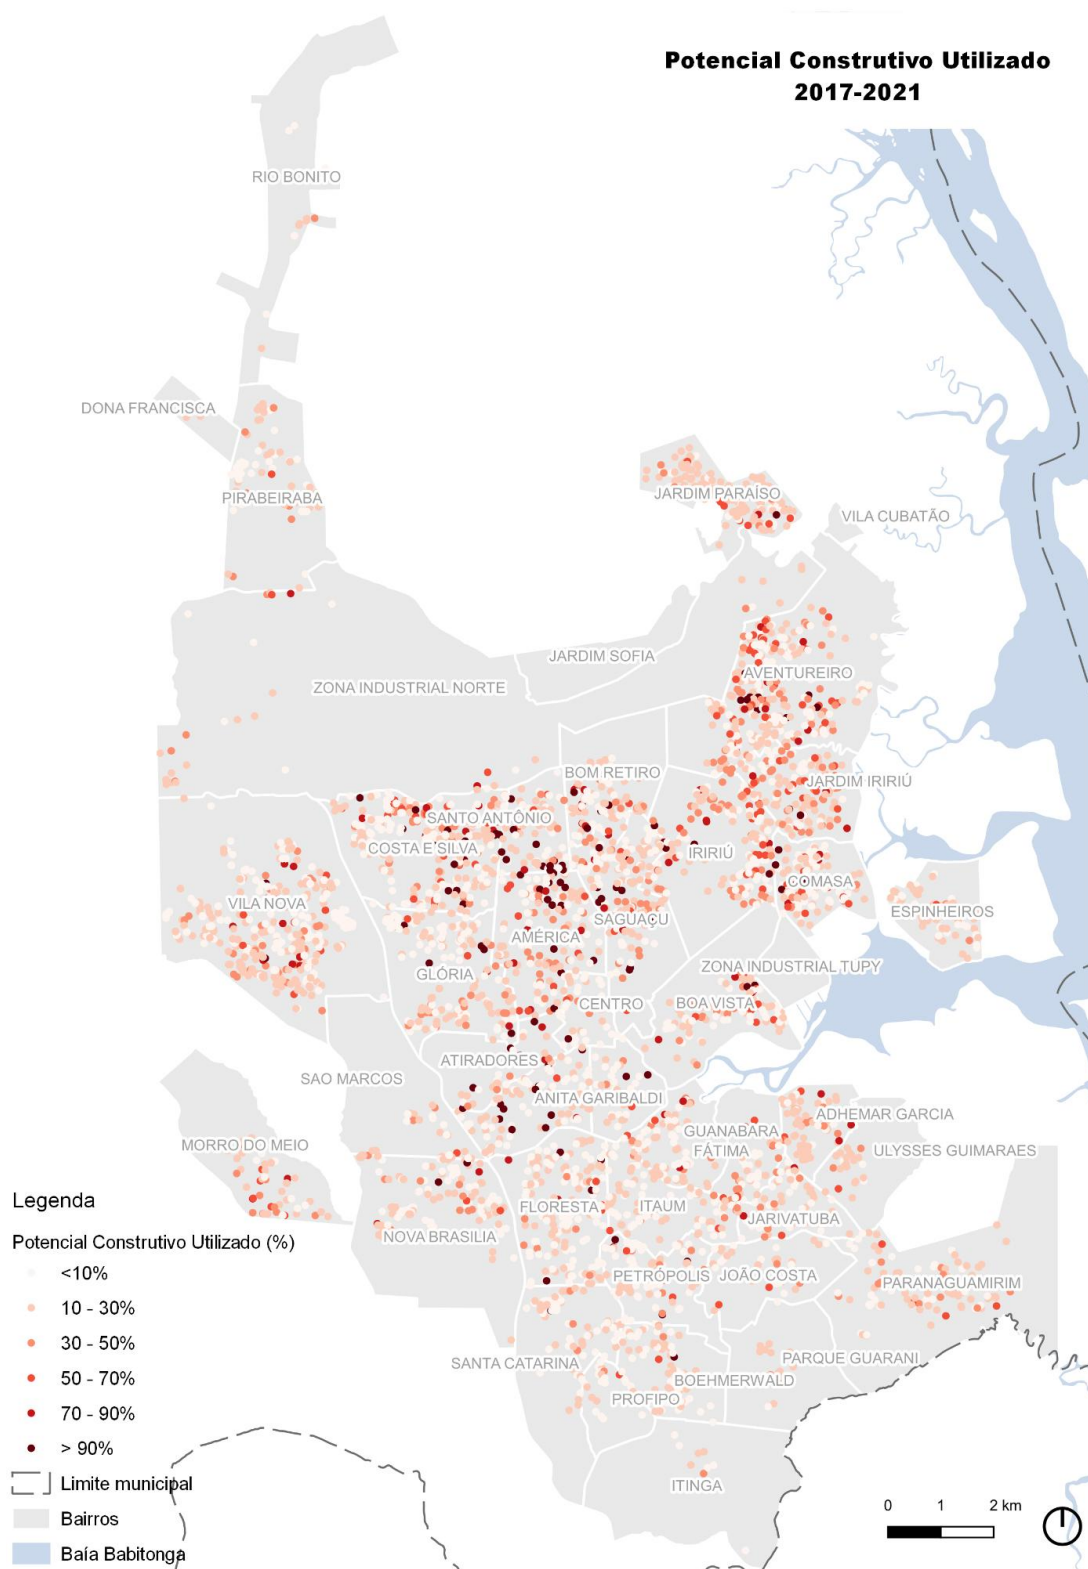 Potencial Construtivo Utilizado
2017-2021
RIO BONITO
DONA FRANCISCA
PIRABEIRABA
JARDIM PARAÍSO
VILA CUBATÃO
JARDIM SOFIA
AVENTUREIRO
ZONA INDUSTRIAL NORTE
BOM RETIRO
JARDIM IRIRIÚ
SANTO ANTÔNIO
COSTA E SILVA
IRIRIÚ
COMASA
VILA NOVA
ESPINHEIROS
SAGUAÇU
AMÉRICA
GLÓRIA
ZONA INDUSTRIAL TUPY
CENTRO
BOA VISTA
ATIRADORES
SAO MARCOS
ANITA GARIBALDI
ADHEMAR GARCIA
GUANABARA
MORRO DO MEIO
FÁTIMA
ULYSSES GUIMARAES
FLORESTA
ITAUM
JARIVATUBA
NOVA BRASILIA
PETRÓPOLIS
JOÃO COSTA
PARANAGUAMIRIM
SANTA CATARINA
PARQUE GUARANI
BOEHMERWALD
PROFIPO
ITINGA
Legenda
Potencial Construtivo Utilizado (%)
<10%
10 - 30%
30 - 50%
50 - 70%
70 - 90%
> 90%
Limite municipal
Bairros
Baía Babitonga
0 1 2 km